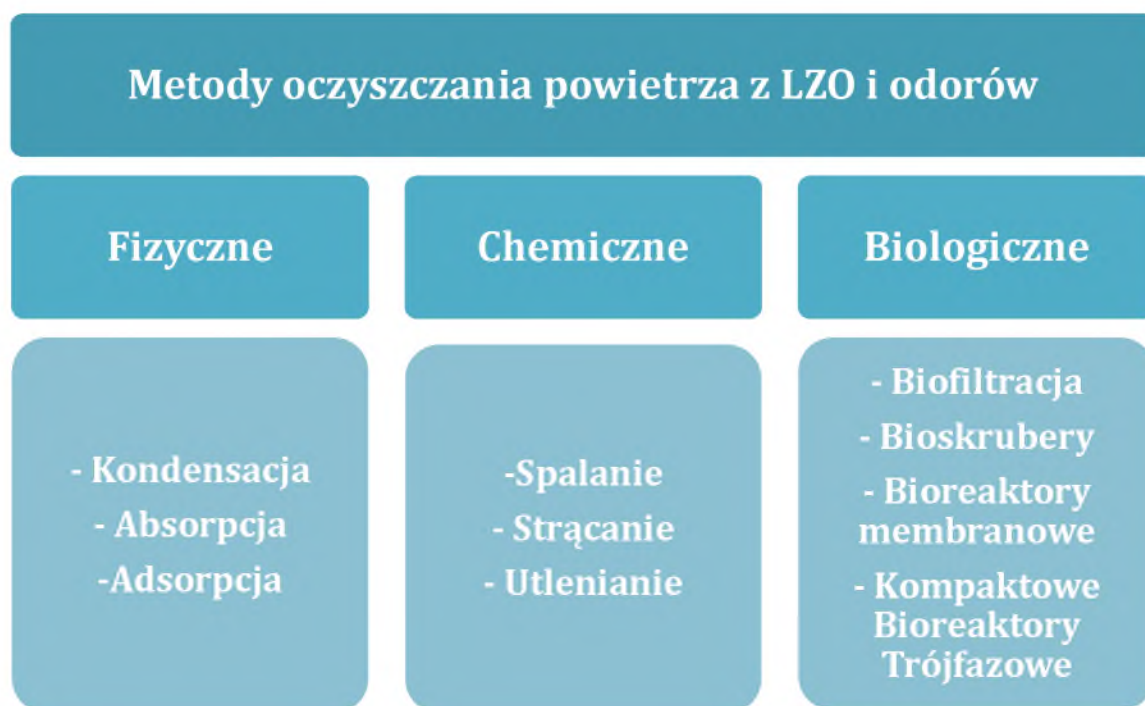 Metody oczyszczania powietrza z LZO i odorów
Fizyczne
Chemiczne
Biologiczne
- Kondensacja
- Absorpcja
-Adsorpcja
-Spalanie
- Strącanie
- Utlenianie
- Biofiltracja
- Bioskrubery
- Bioreaktory
membranowe
- Kompaktowe
Bioreaktory
Trójfazowe